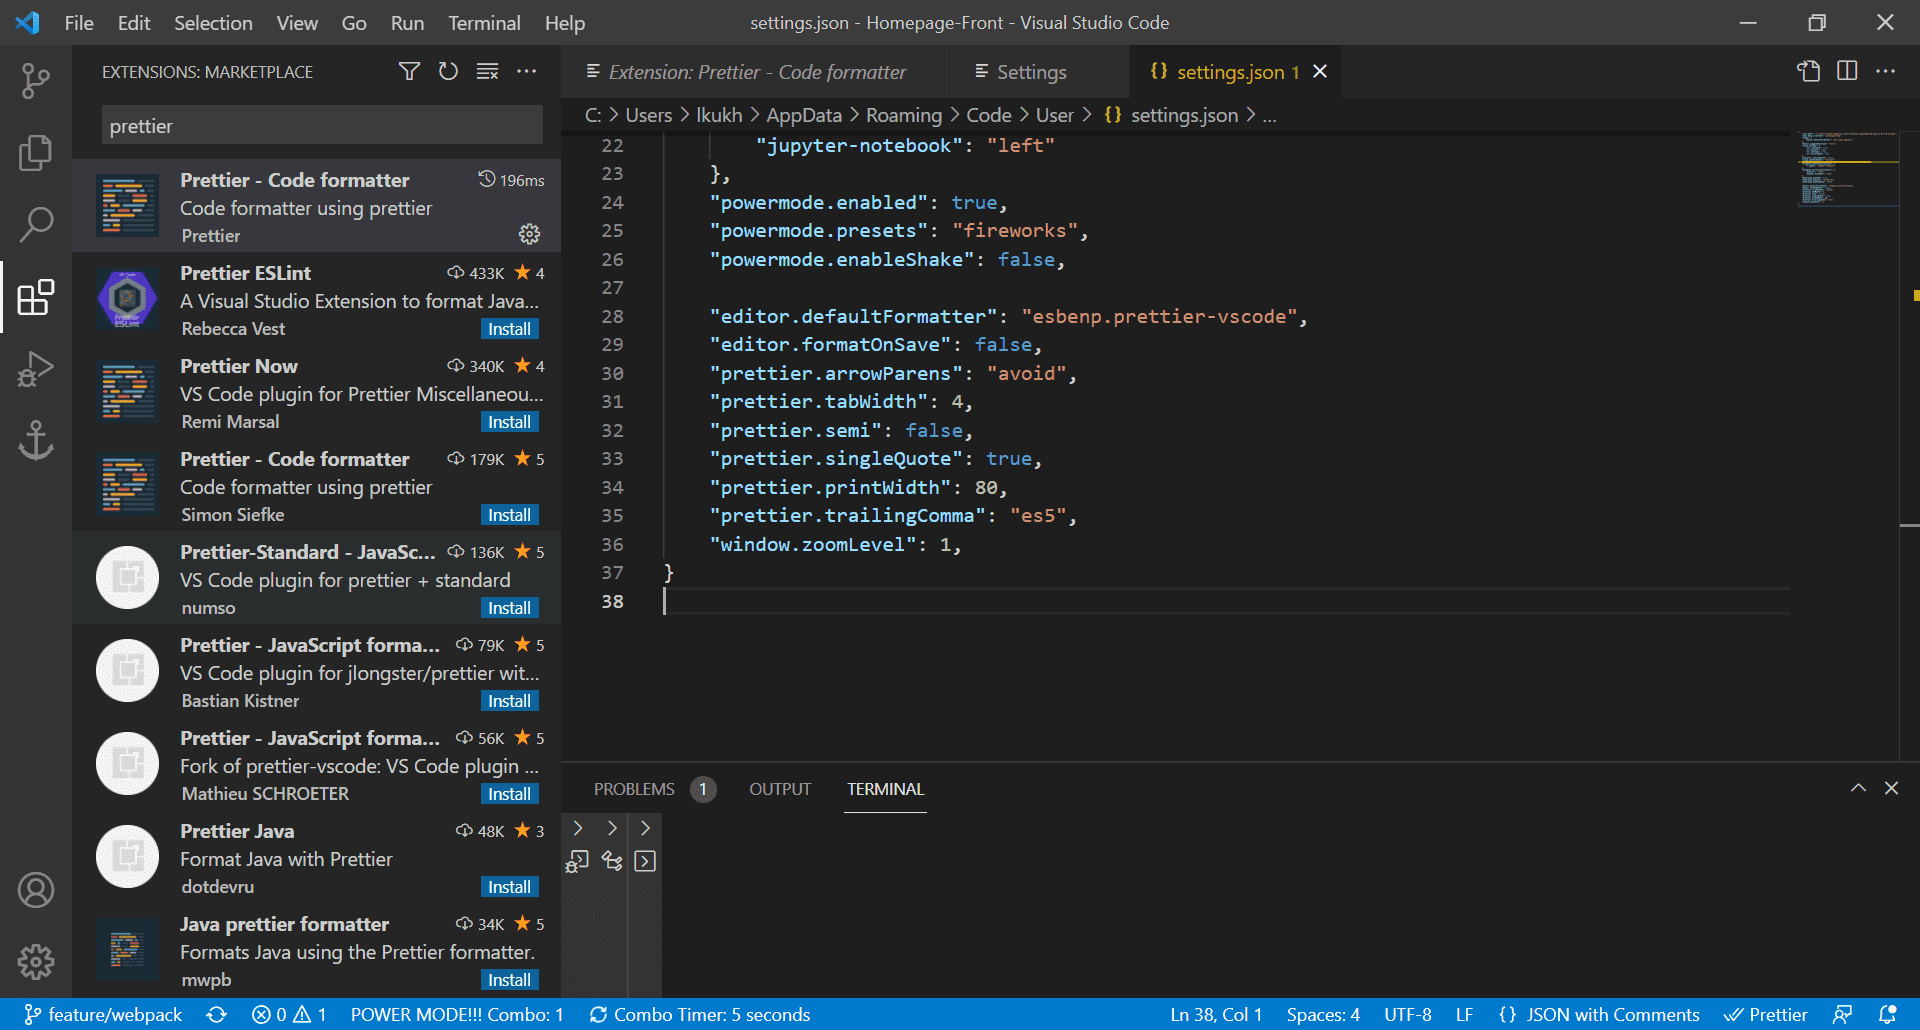 File Edit Selection View Go Run Terminal Help
settings.json - Homepage-Front - Visual Studio Code
EXTENSIONS: MARKETPLACE
prettier
Prettier - Code formatter 196ms
Code formatter using prettier
Prettier
Prettier ESLint 433K 4
A Visual Studio Extension to format Java...
Rebecca Vest Install
Prettier Now 340K 4
VS Code plugin for Prettier Miscellaneou...
Remi Marsal Install
Prettier - Code formatter 179K 5
Code formatter using prettier
Simon Siefke Install
Prettier-Standard - JavaSc... 136K 5
VS Code plugin for prettier + standard
numso Install
Prettier - JavaScript forma... 79K 5
VS Code plugin for jlongster/prettier wit...
Bastian Kistner Install
Prettier - JavaScript forma... 56K 5
Fork of prettier-vscode: VS Code plugin ...
Mathieu SCHROETER Install
Prettier Java 48K 3
Format Java with Prettier
dotdevru Install
Java prettier formatter 34K 5
Formats Java using the Prettier formatter.
mwpb Install
Extension: Prettier - Code formatter Settings {} settings.json 1
C: > Users > lkukh > AppData > Roaming > Code > User > {} settings.json > ...
22 "jupyter-notebook": "left"
23 },
24 "powermode.enabled": true,
25 "powermode.presets": "fireworks",
26 "powermode.enableShake": false,
27
28 "editor.defaultFormatter": "esbenp.prettier-vscode",
29 "editor.formatOnSave": false,
30 "prettier.arrowParens": "avoid",
31 "prettier.tabWidth": 4,
32 "prettier.semi": false,
33 "prettier.singleQuote": true,
34 "prettier.printWidth": 80,
35 "prettier.trailingComma": "es5",
36 "window.zoomLevel": 1,
37 }
38
PROBLEMS 1 OUTPUT TERMINAL
feature/webpack 0 1 POWER MODE!!! Combo: 1 Combo Timer: 5 seconds Ln 38, Col 1 Spaces: 4 UTF-8 LF {} JSON with Comments Prettier